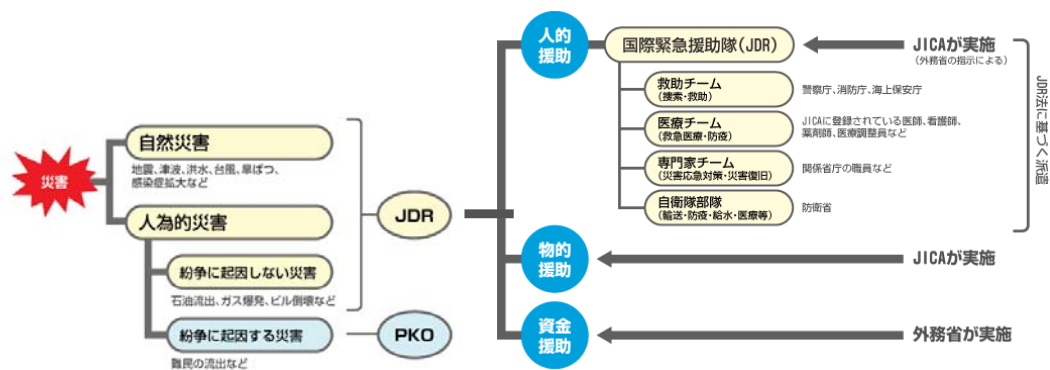 災害
自然災害
地震、津波、洪水、台風、旱ばつ、
感染症拡大など
人為的災害
紛争に起因しない災害
石油流出、ガス爆発、ビル倒壊など
紛争に起因する災害
難民の流出など
JDR
PKO
人的
援助
国際緊急援助隊(JDR)
JICAが実施
(外務省の指示による)
救助チーム
(捜索・救助)
警察庁、消防庁、海上保安庁
医療チーム
(救急医療・防疫)
JICAに登録されている医師、看護師、
薬剤師、医療調整員など
専門家チーム
(災害応急対策・災害復旧)
関係省庁の職員など
自衛隊部隊
(輸送・防疫・給水・医療等)
防衛省
JDR法に基づく派遣
物的
援助
JICAが実施
資金
援助
外務省が実施